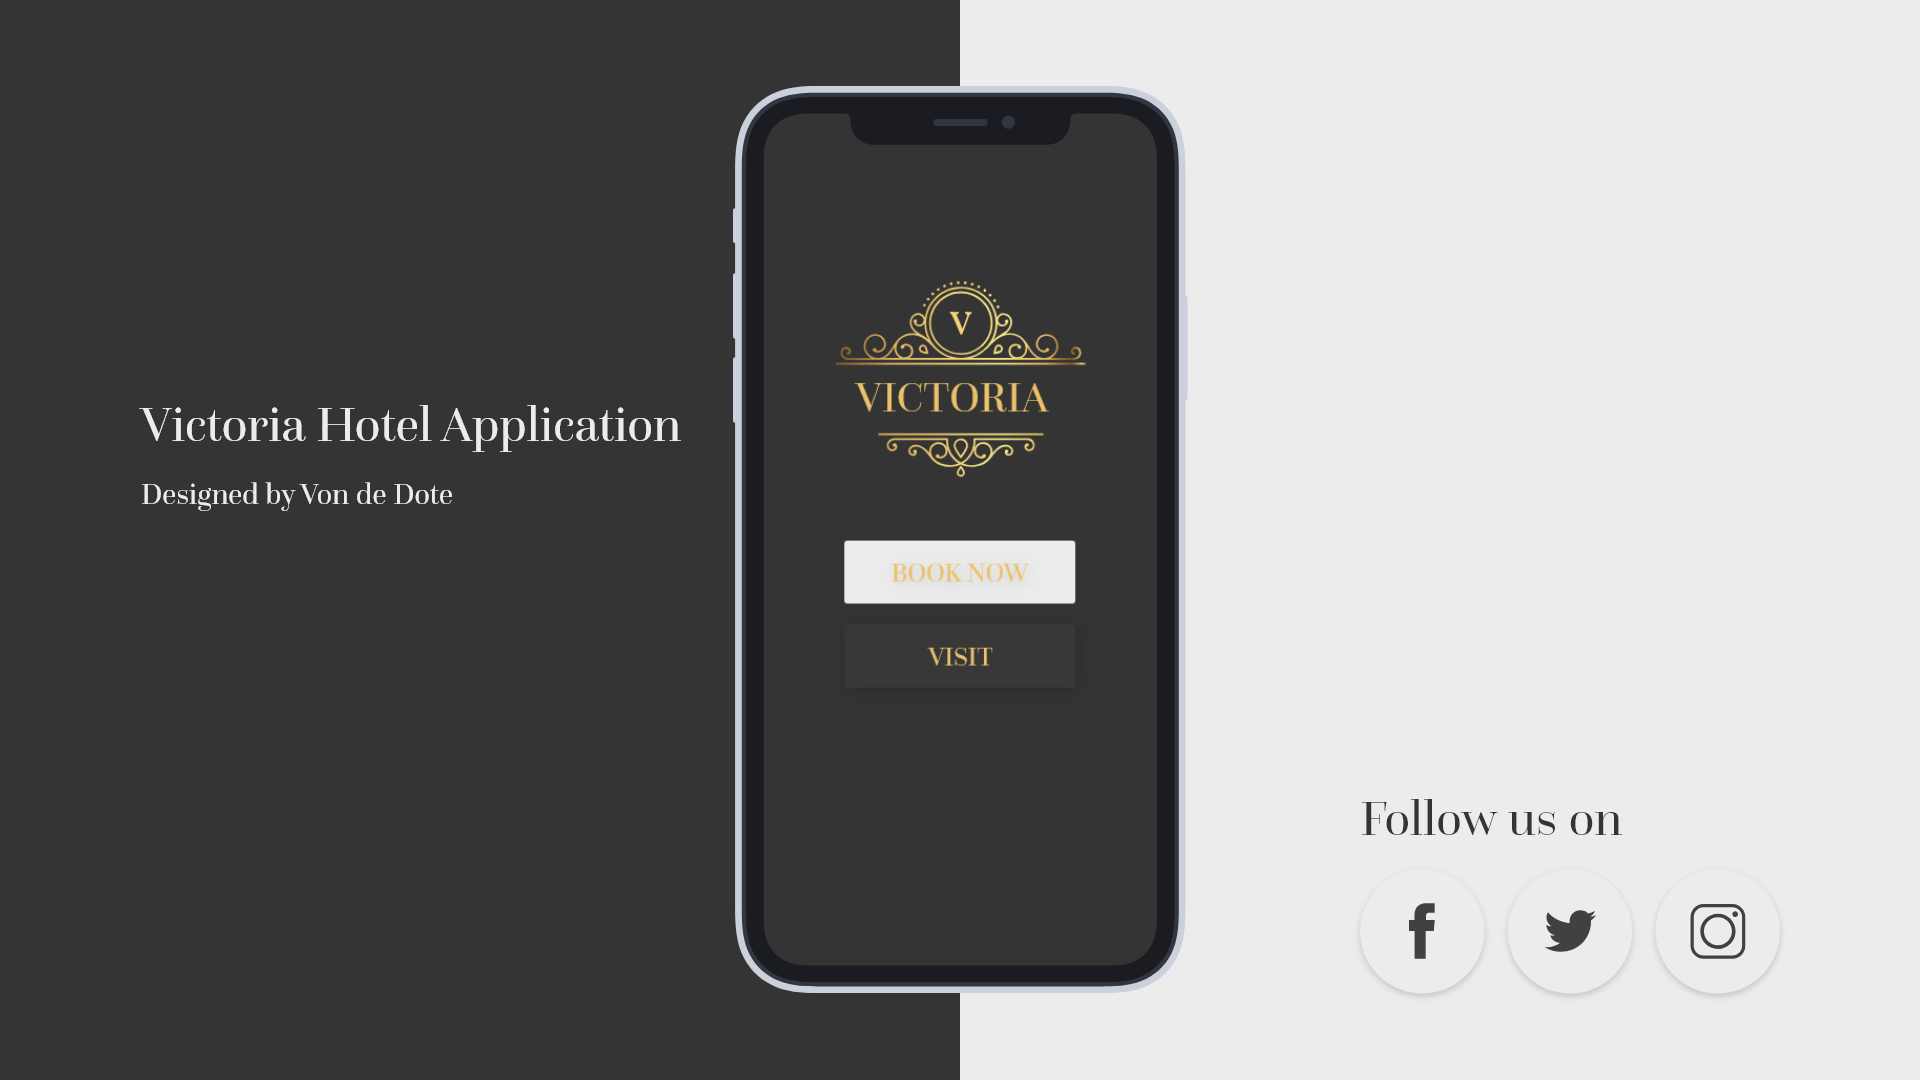 Victoria Hotel Application
Designed by Von de Dote
V
VICTORIA
BOOK NOW
VISIT
Follow us on